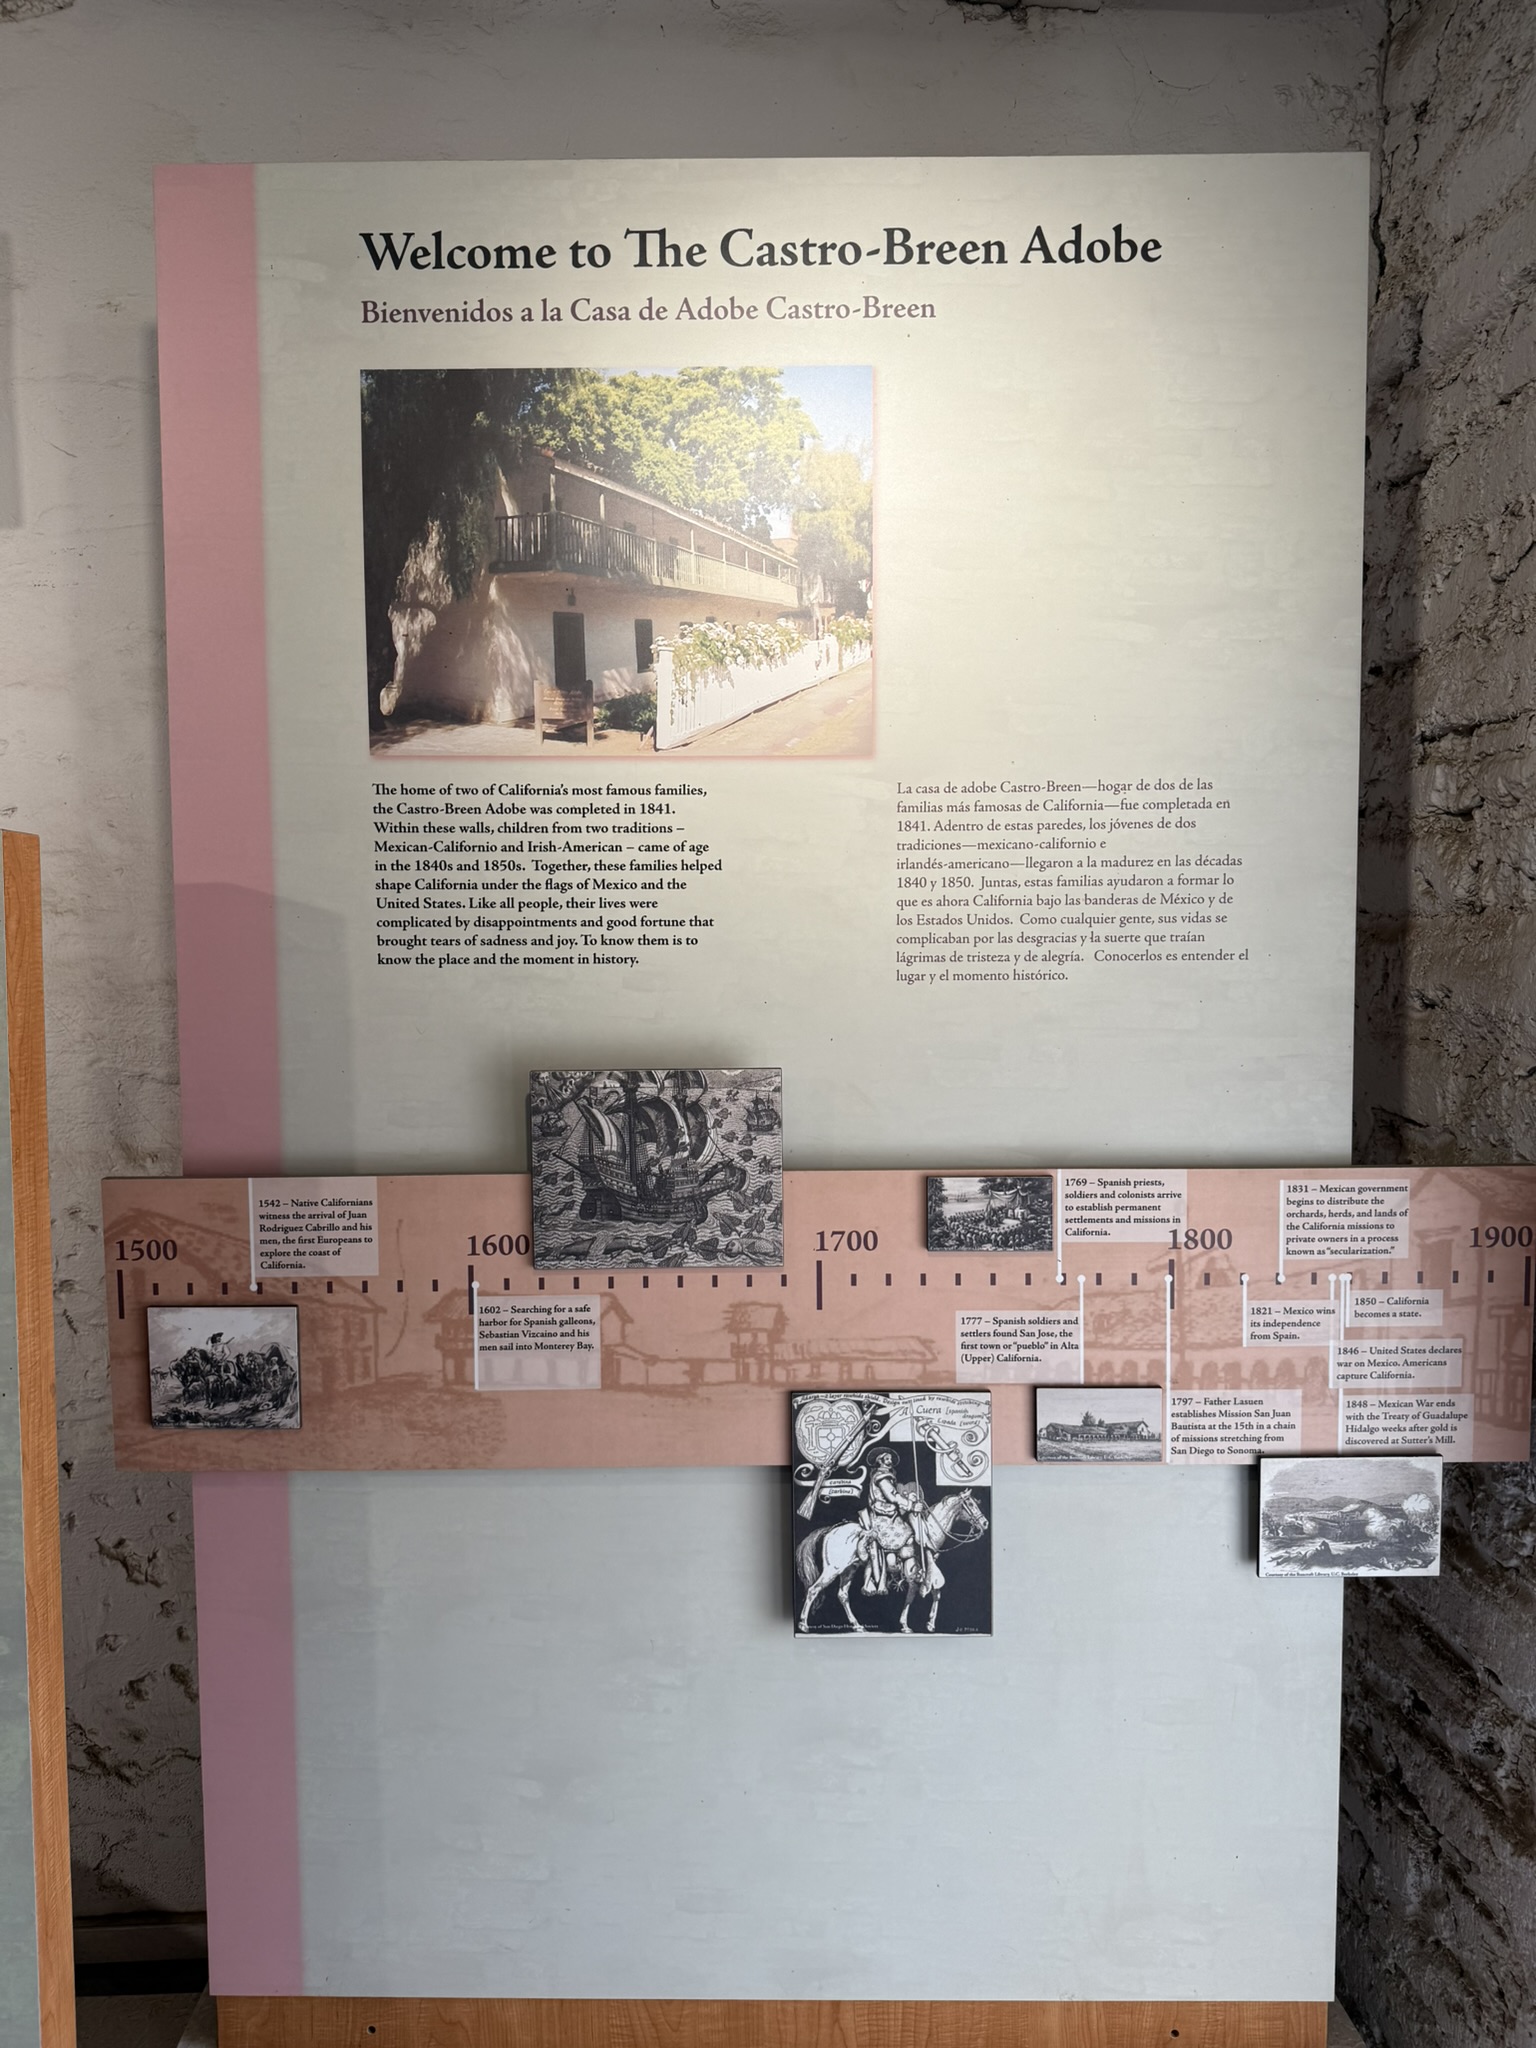 Welcome to The Castro-Breen Adobe
Bienvenidos a la Casa de Adobe Castro-Breen
The home of two of California's most famous families,
the Castro-Breen Adobe was completed in 1841.
Within these walls, children from two traditions –
Mexican-Californio and Irish-American – came of age
in the 1840s and 1850s. Together, these families helped
shape California under the flags of Mexico and the
United States. Like all people, their lives were
complicated by disappointments and good fortune that
brought tears of sadness and joy. To know them is to
know the place and the moment in history.
La casa de adobe Castro-Breen—hogar de dos de las
familias más famosas de California—fue completada en
1841. Adentro de estas paredes, los jóvenes de dos
tradiciones—mexicano-californio e
irlandés-americano—llegaron a la madurez en las décadas
1840 y 1850. Juntas, estas familias ayudaron a formar lo
que es ahora California bajo las banderas de México y de
los Estados Unidos. Como cualquier gente, sus vidas se
complicaban por las desgracias y la suerte que traían
lágrimas de tristeza y de alegría. Conocerlos es entender el
lugar y el momento histórico.
1500
1542 – Native Californians
witness the arrival of Juan
Rodriguez Cabrillo and his
men, the first Europeans to
explore the coast of
California.
1600
1602 – Searching for a safe
harbor for Spanish galleons,
Sebastian Vizcaino and his
men sail into Monterey Bay.
1700
1769 – Spanish priests,
soldiers and colonists arrive
to establish permanent
settlements and missions in
California.
1777 – Spanish soldiers and
settlers found San Jose, the
first town or "pueblo" in Alta
(Upper) California.
1800
1797 – Father Lasuen
establishes Mission San Juan
Bautista at the 15th in a chain
of missions stretching from
San Diego to Sonoma.
1821 – Mexico wins
its independence
from Spain.
1831 – Mexican government
begins to distribute the
orchards, herds, and lands of
the California missions to
private owners in a process
known as "secularization."
1850 – California
becomes a state.
1846 – United States declares
war on Mexico. Americans
capture California.
1848 – Mexican War ends
with the Treaty of Guadalupe
Hidalgo weeks after gold is
discovered at Sutter's Mill.
1900
A Cuera
carabina
Courtesy of the Bancroft Library, U.C. Berkeley